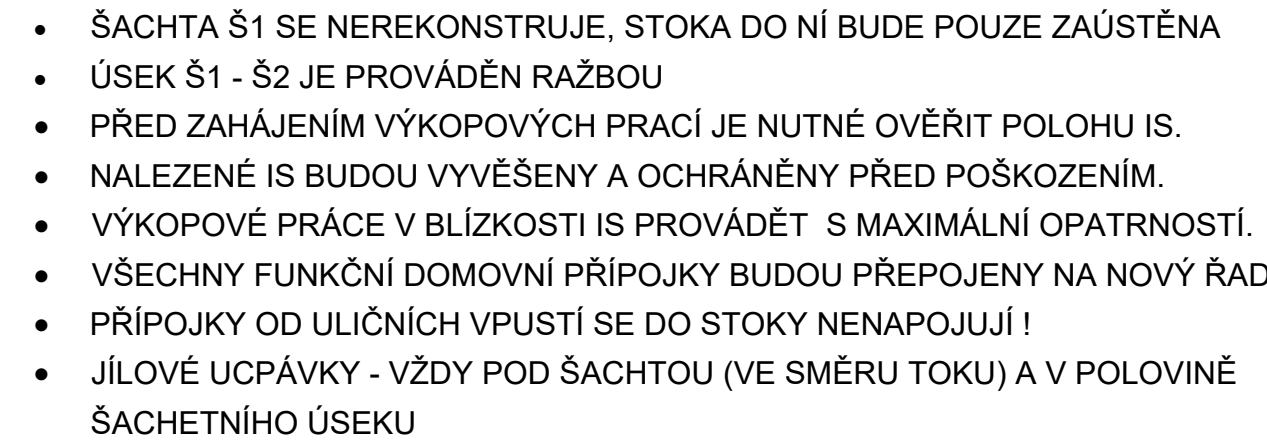 • ŠACHTA Š1 SE NEREKONSTRUJE, STOKA DO NÍ BUDE POUZE ZAÚSTĚNA
• ÚSEK Š1 - Š2 JE PROVÁDĚN RAŽBOU
• PŘED ZAHÁJENÍM VÝKOPOVÝCH PRACÍ JE NUTNÉ OVĚŘIT POLOHU IS.
• NALEZENÉ IS BUDOU VYVĚŠENY A OCHRÁNĚNY PŘED POŠKOZENÍM.
• VÝKOPOVÉ PRÁCE V BLÍZKOSTI IS PROVÁDĚT S MAXIMÁLNÍ OPATRNOSTÍ.
• VŠECHNY FUNKČNÍ DOMOVNÍ PŘÍPOJKY BUDOU PŘEPOJENY NA NOVÝ ŘAD
• PŘÍPOJKY OD ULIČNÍCH VPUSTÍ SE DO STOKY NENAPOJUJÍ !
• JÍLOVÉ UCPÁVKY - VŽDY POD ŠACHTOU (VE SMĚRU TOKU) A V POLOVINĚ
ŠACHETNÍHO ÚSEKU